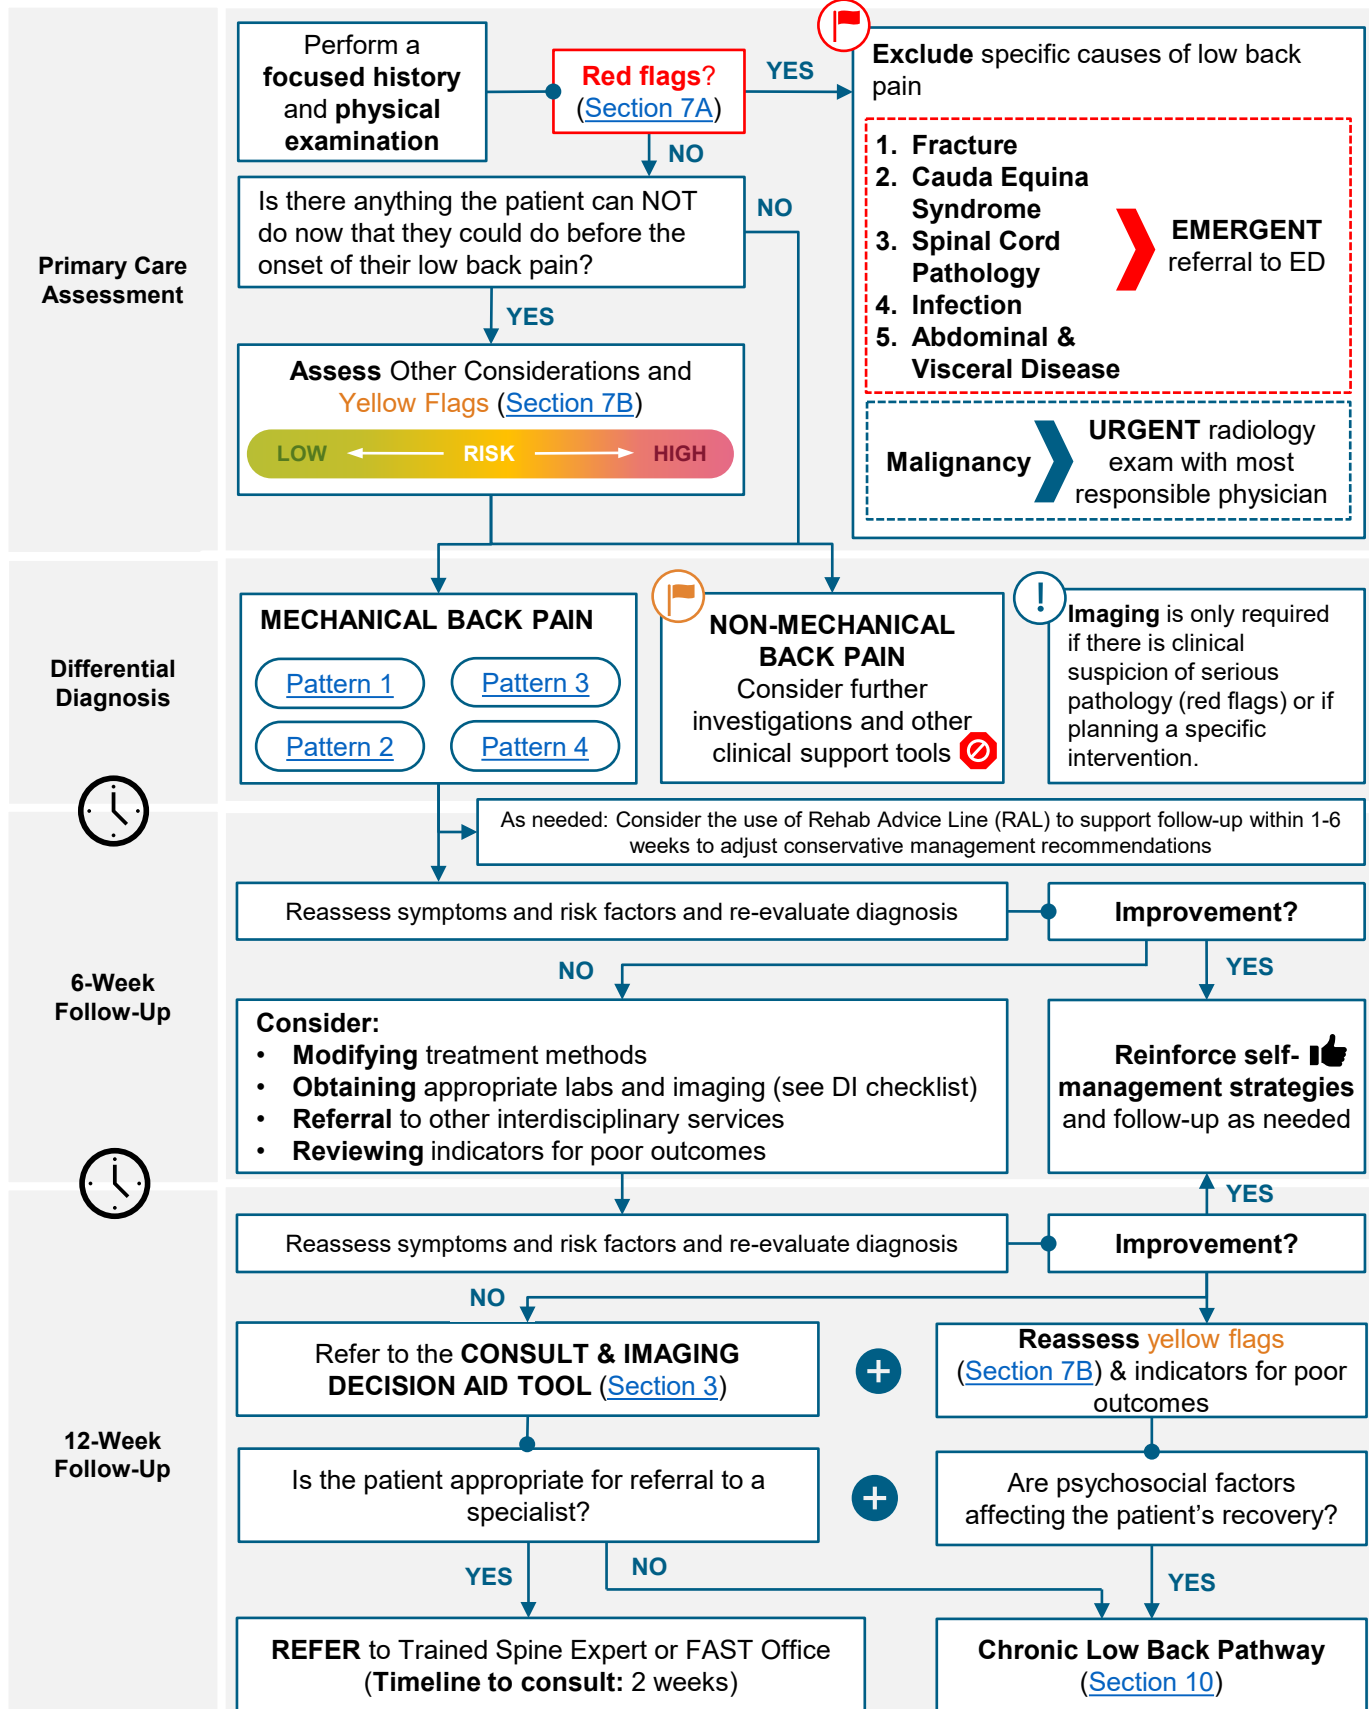 Primary Care
Assessment
Perform a
focused history
and physical
examination
Red flags?
(Section 7A)
YES
NO
Exclude specific causes of low back
pain
1. Fracture
2. Cauda Equina
Syndrome
3. Spinal Cord
Pathology
4. Infection
5. Abdominal &
Visceral Disease
EMERGENT
referral to ED
Malignancy
URGENT radiology
exam with most
responsible physician
Is there anything the patient can NOT
do now that they could do before the
onset of their low back pain?
NO
YES
Assess Other Considerations and
Yellow Flags (Section 7B)
LOW
RISK
HIGH
Differential
Diagnosis
MECHANICAL BACK PAIN
Pattern 1
Pattern 3
Pattern 2
Pattern 4
NON-MECHANICAL
BACK PAIN
Consider further
investigations and other
clinical support tools
!
Imaging is only required
if there is clinical
suspicion of serious
pathology (red flags) or if
planning a specific
intervention.
As needed: Consider the use of Rehab Advice Line (RAL) to support follow-up within 1-6
weeks to adjust conservative management recommendations
6-Week
Follow-Up
Reassess symptoms and risk factors and re-evaluate diagnosis
Improvement?
NO
YES
Consider:
• Modifying treatment methods
• Obtaining appropriate labs and imaging (see DI checklist)
• Referral to other interdisciplinary services
• Reviewing indicators for poor outcomes
Reinforce self-
management strategies
and follow-up as needed
YES
12-Week
Follow-Up
Reassess symptoms and risk factors and re-evaluate diagnosis
Improvement?
NO
Refer to the CONSULT & IMAGING
DECISION AID TOOL (Section 3)
+
Reassess yellow flags
(Section 7B) & indicators for poor
outcomes
Is the patient appropriate for referral to a
specialist?
+
Are psychosocial factors
affecting the patient's recovery?
YES
NO
YES
REFER to Trained Spine Expert or FAST Office
(Timeline to consult: 2 weeks)
Chronic Low Back Pathway
(Section 10)